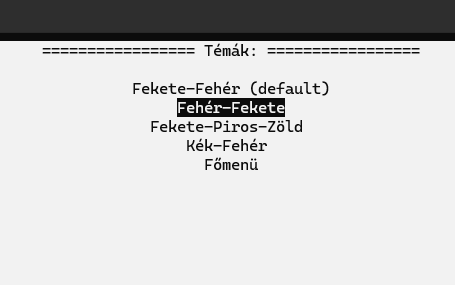 ================= Témák: =================
Fekete-Fehér (default)
Fehér-Fekete
Fekete-Piros-Zöld
Kék-Fehér
Főmenü